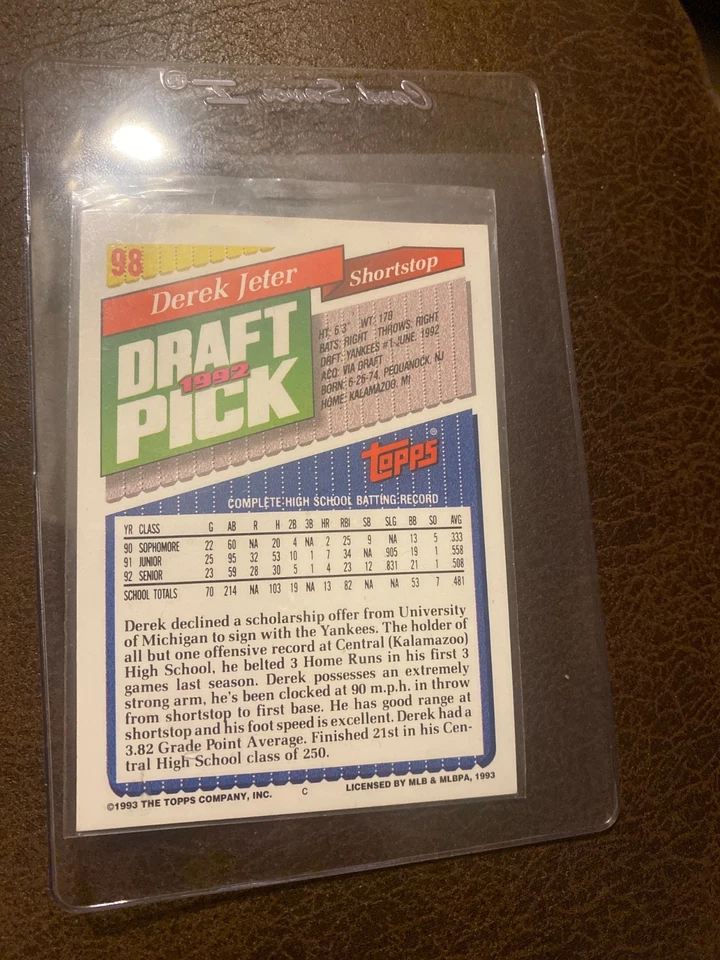 Card Saver I®
98
Derek Jeter
Shortstop
DRAFT
1992
PICK
HT: 6'3" WT: 178
BATS: RIGHT THROWS: RIGHT
DRFT: YANKEES #1-JUNE, 1992
ACQ: VIA DRAFT
BORN: 6-26-74, PEQUANOCK, NJ
HOME: KALAMAZOO, MI
Topps®
COMPLETE HIGH SCHOOL BATTING RECORD
YR CLASS G AB R H 2B 3B HR RBI SB SLG BB SO AVG
90 SOPHOMORE 22 60 NA 20 4 NA 2 25 9 NA 13 5 333
91 JUNIOR 25 95 32 53 10 1 7 34 NA 905 19 1 558
92 SENIOR 23 59 28 30 5 1 4 23 12 831 21 1 508
SCHOOL TOTALS 70 214 NA 103 19 NA 13 82 NA NA 53 7 481
Derek declined a scholarship offer from University
of Michigan to sign with the Yankees. The holder of
all but one offensive record at Central (Kalamazoo)
High School, he belted 3 Home Runs in his first 3
games last season. Derek possesses an extremely
strong arm, he's been clocked at 90 m.p.h. in throw
from shortstop to first base. He has good range at
shortstop and his foot speed is excellent. Derek had a
3.82 Grade Point Average. Finished 21st in his Cen-
tral High School class of 250.
©1993 THE TOPPS COMPANY, INC. C LICENSED BY MLB & MLBPA, 1993